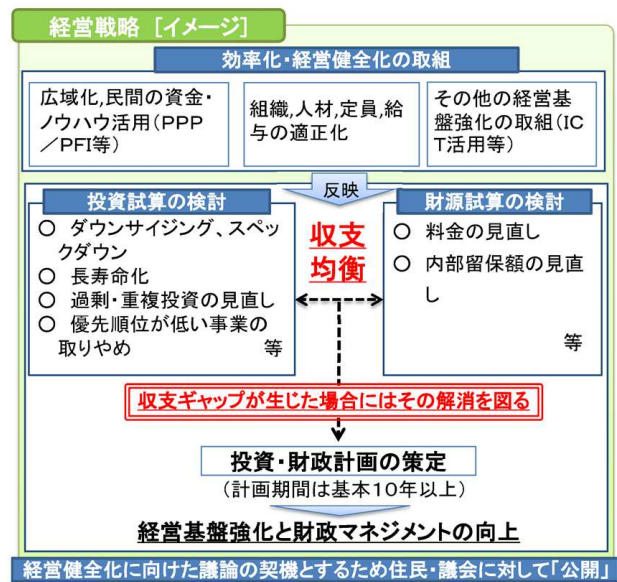 経営戦略 [イメージ]
効率化・経営健全化の取組
広域化,民間の資金・
ノウハウ活用(PPP
／PFI等)
組織,人材,定員,給
与の適正化
その他の経営基
盤強化の取組(IC
T活用等)
反映
投資試算の検討
○ ダウンサイジング、スペッ
クダウン
○ 長寿命化
○ 過剰・重複投資の見直し
○ 優先順位が低い事業の
取りやめ 等
収支
均衡
財源試算の検討
○ 料金の見直し
○ 内部留保額の見直
し
等
収支ギャップが生じた場合にはその解消を図る
投資・財政計画の策定
(計画期間は基本10年以上)
経営基盤強化と財政マネジメントの向上
経営健全化に向けた議論の契機とするため住民・議会に対して「公開」